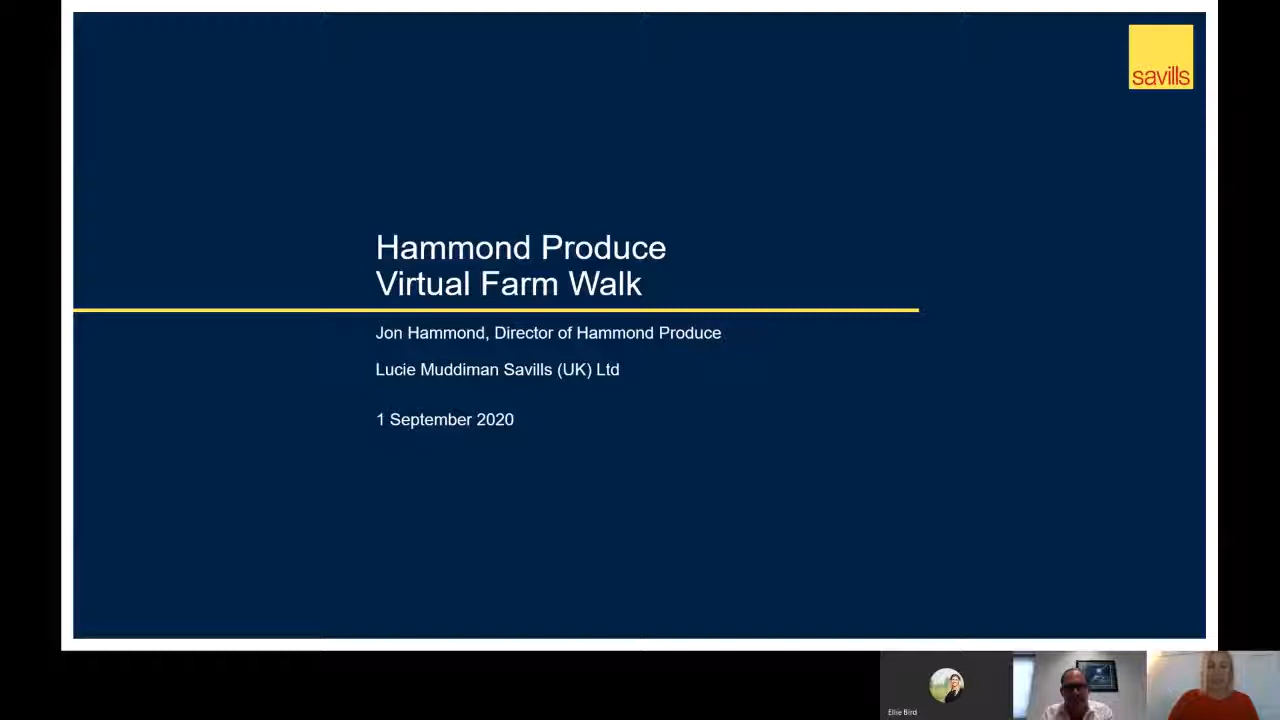 savills
Hammond Produce
Virtual Farm Walk
Jon Hammond, Director of Hammond Produce
Lucie Muddiman Savills (UK) Ltd
1 September 2020
Ellie Bird